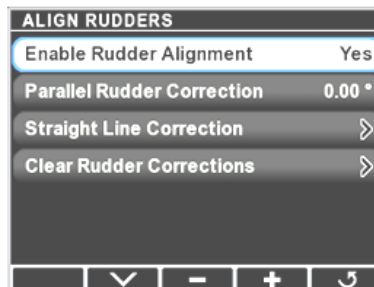 ALIGN RUDDERS
Enable Rudder Alignment Yes
Parallel Rudder Correction 0.00 °
Straight Line Correction
Clear Rudder Corrections